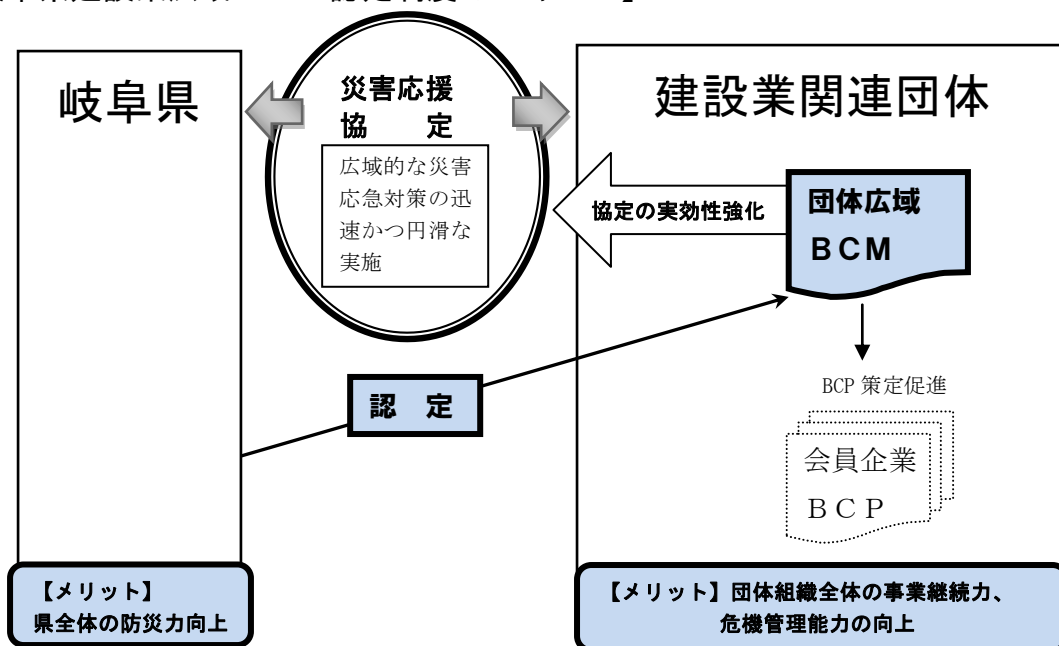 岐阜県
災害応援
協　　定
広域的な災害
応急対策の迅
速かつ円滑な
実施
建設業関連団体
協定の実効性強化
団体広域
ＢＣＭ
認　定
BCP 策定促進
会員企業
ＢＣＰ
【メリット】
県全体の防災力向上
【メリット】団体組織全体の事業継続力、
危機管理能力の向上